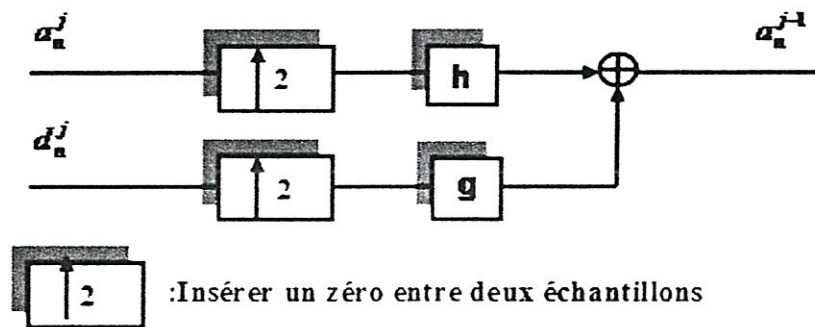 a_n^j
2
h
a_n^{j-1}
d_n^j
2
g
2 :Insérer un zéro entre deux échantillons